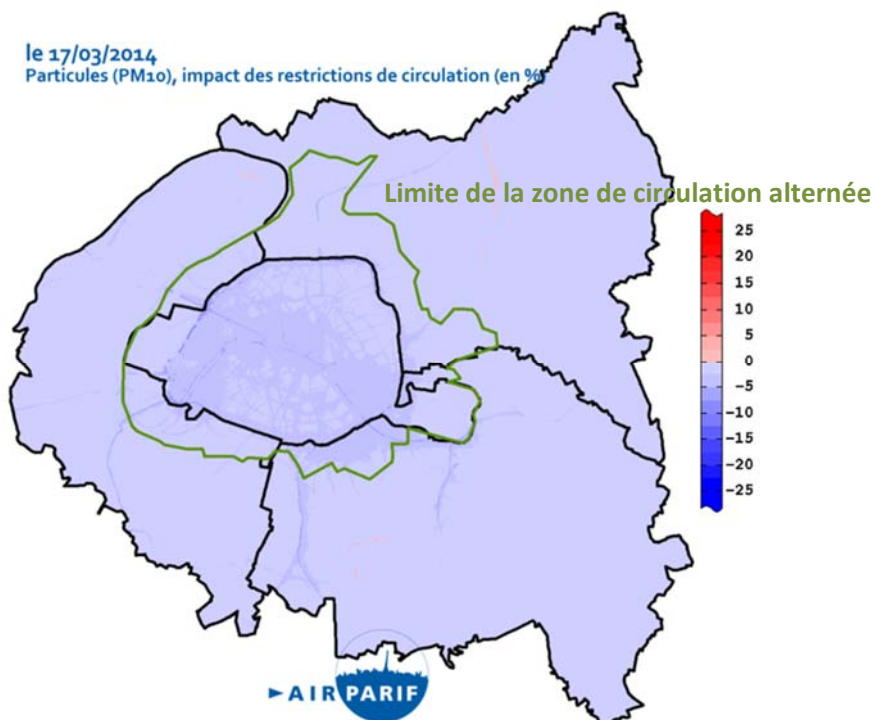 le 17/03/2014
Particules (PM10), impact des restrictions de circulation (en %)
Limite de la zone de circulation alternée
25
20
15
10
5
0
−5
−10
−15
−20
−25
AIRPARIF